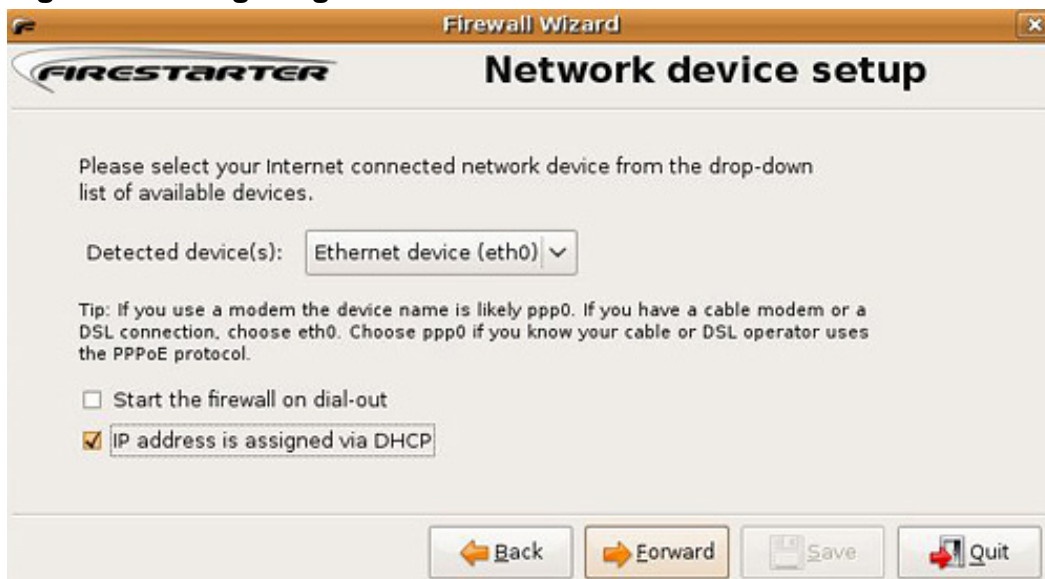 Firewall Wizard
FIRESTARTER
Network device setup
Please select your Internet connected network device from the drop-down
list of available devices.
Detected device(s): Ethernet device (eth0)
Tip: If you use a modem the device name is likely ppp0. If you have a cable modem or a
DSL connection, choose eth0. Choose ppp0 if you know your cable or DSL operator uses
the PPPoE protocol.
Start the firewall on dial-out
IP address is assigned via DHCP
Back Forward Save Quit